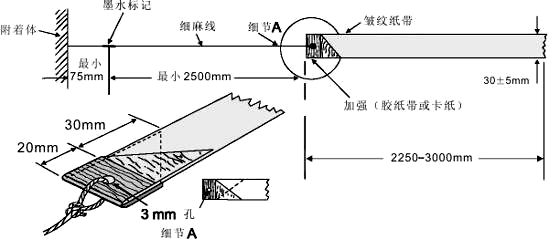 附着体
墨水标记
细麻线
细节A
皱纹纸带
最小
75mm
最小 2500mm
加强（胶纸带或卡纸）
30±5mm
2250–3000mm
30mm
20mm
3 mm 孔
细节A